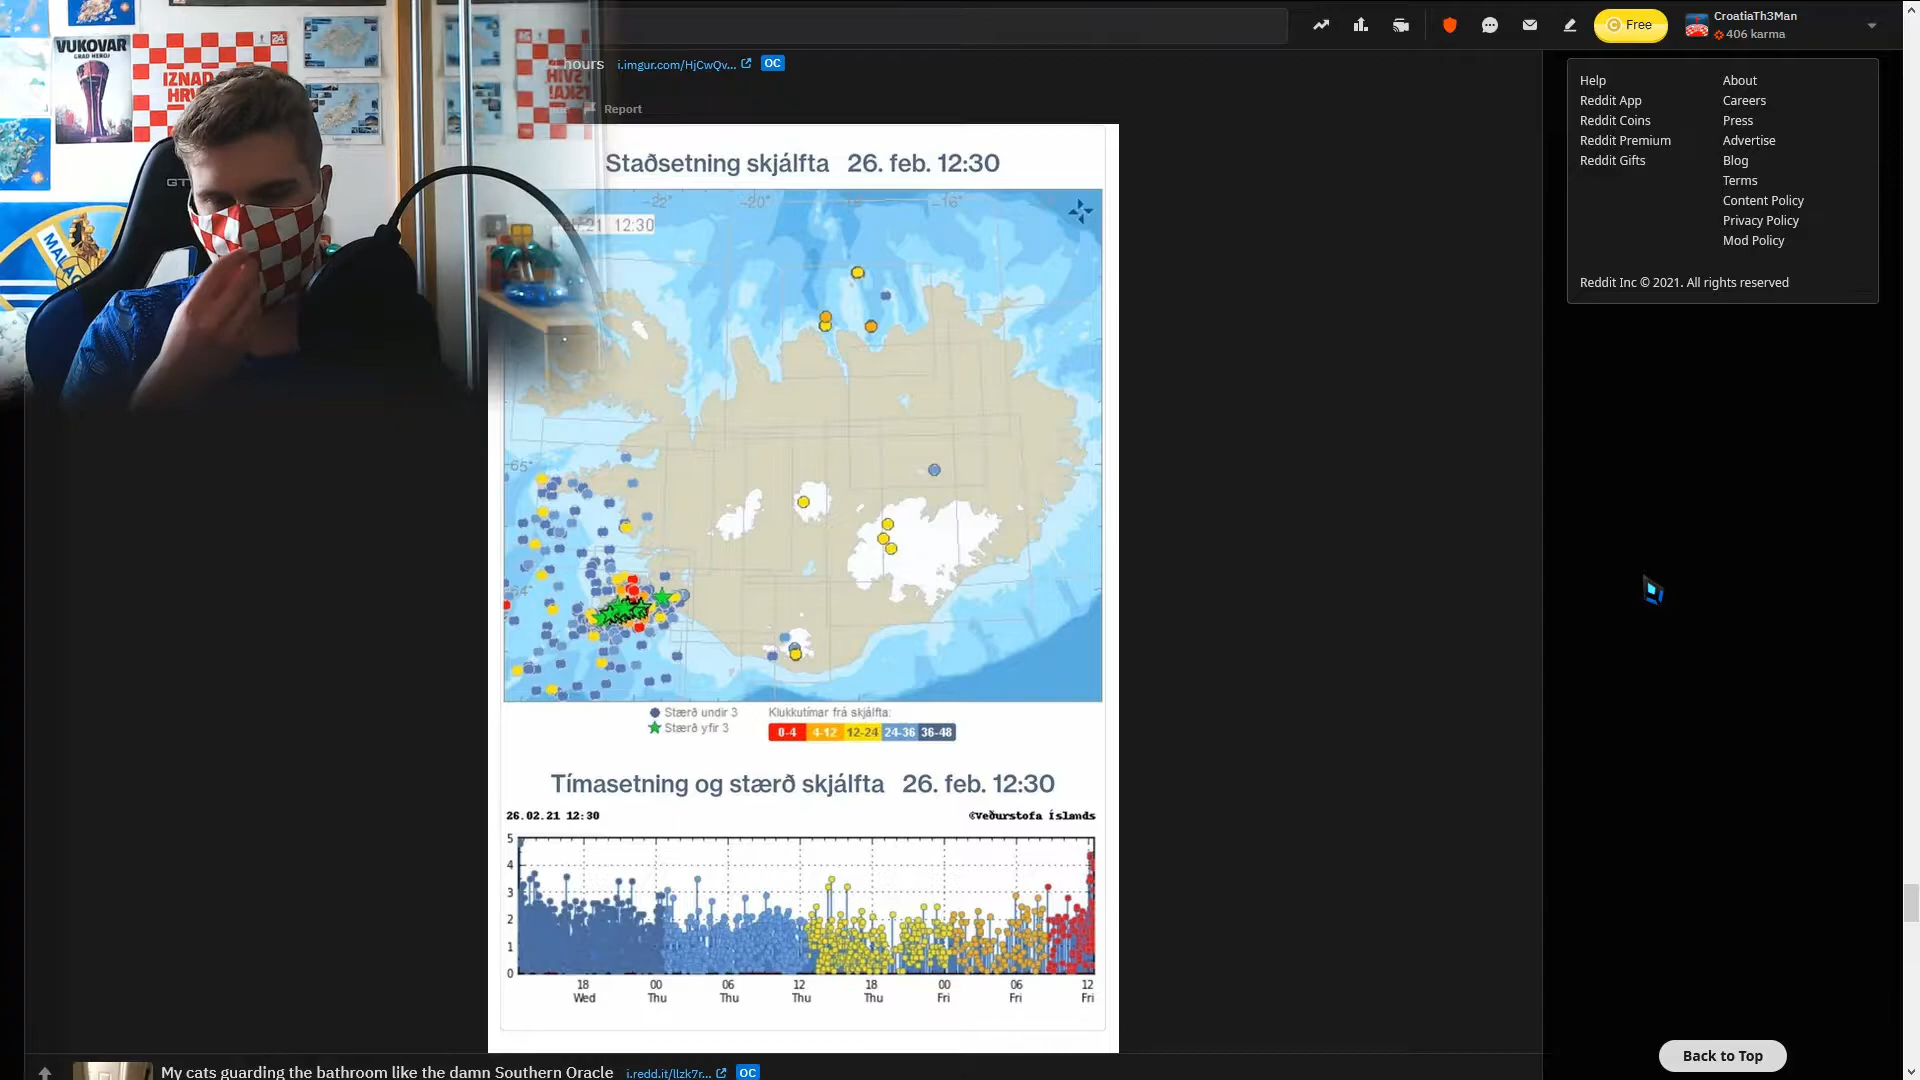 VUKOVAR
GRAD HEROJ
IZNAD
HRV
SVIH
GT
MALAG
hours i.imgur.com/HjCwQv... OC
Report
Free
CroatiaTh3Man
406 karma
Help
Reddit App
Reddit Coins
Reddit Premium
Reddit Gifts
About
Careers
Press
Advertise
Blog
Terms
Content Policy
Privacy Policy
Mod Policy
Reddit Inc © 2021. All rights reserved
Staðsetning skjálfta 26. feb. 12:30
-22° -20° -16°
21 12:30
65°
Stærð undir 3
Stærð yfir 3
Klukkutímar frá skjálfta:
0-4 4-12 12-24 24-36 36-48
Tímasetning og stærð skjálfta 26. feb. 12:30
26.02.21 12:30 ©Veðurstofa Íslands
5
4
3
2
1
0
18 00 06 12 18 00 06 12
Wed Thu Thu Thu Thu Fri Fri Fri
Back to Top
My cats guarding the bathroom like the damn Southern Oracle i.redd.it/llzk7r... OC